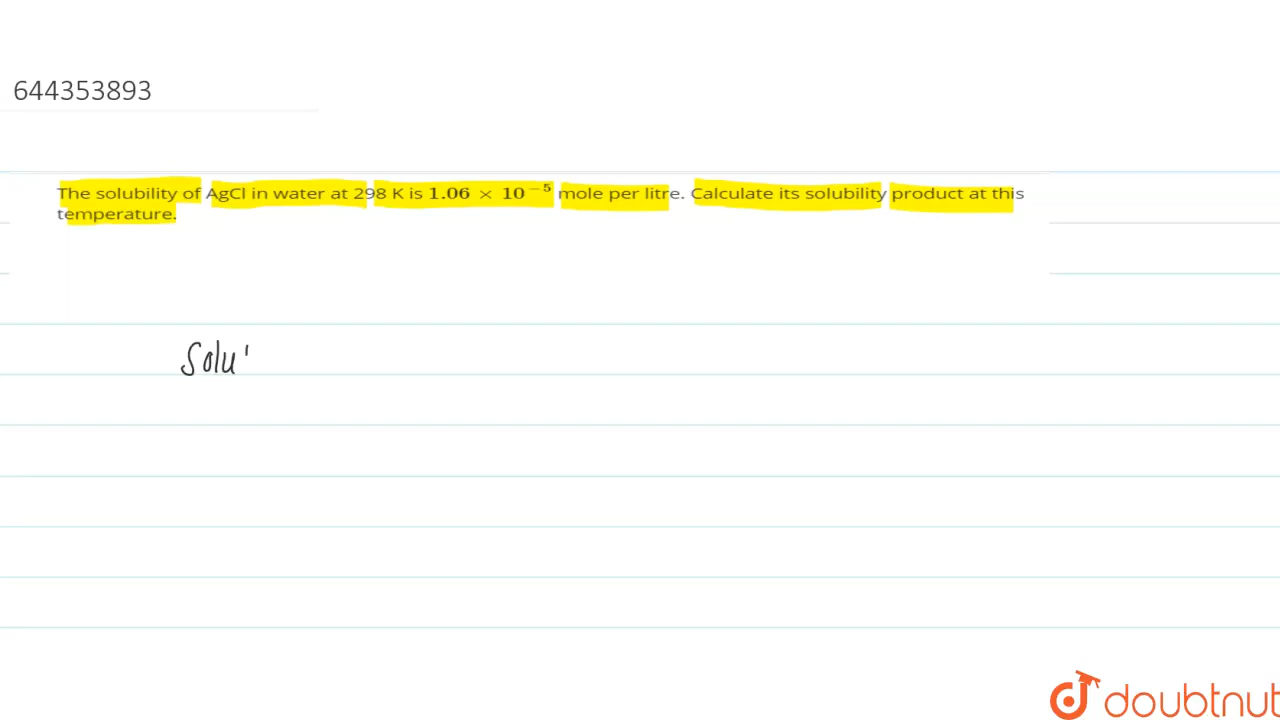 644353893
The solubility of AgCl in water at 298 K is 1.06 × 10⁻⁵ mole per litre. Calculate its solubility product at this
temperature.
Solu'
doubtnut